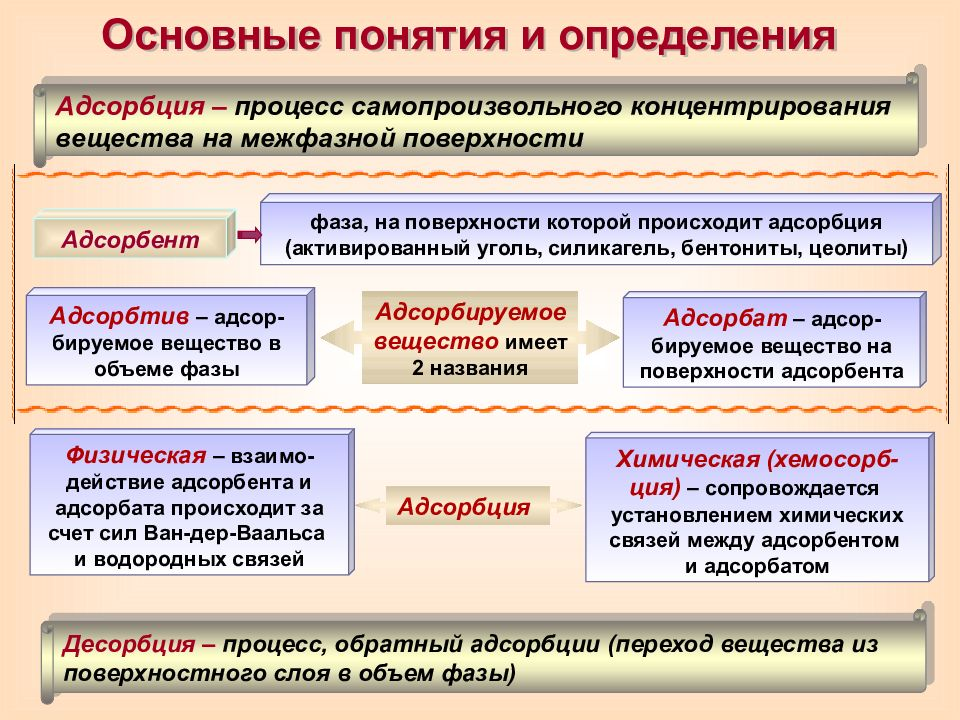 Основные понятия и определения
Адсорбция – процесс самопроизвольного концентрирования
вещества на межфазной поверхности
Адсорбент
фаза, на поверхности которой происходит адсорбция
(активированный уголь, силикагель, бентониты, цеолиты)
Адсорбтив – адсор-
бируемое вещество в
объеме фазы
Адсорбируемое
вещество имеет
2 названия
Адсорбат – адсор-
бируемое вещество на
поверхности адсорбента
Физическая – взаимо-
действие адсорбента и
адсорбата происходит за
счет сил Ван-дер-Ваальса
и водородных связей
Адсорбция
Химическая (хемосорб-
ция) – сопровождается
установлением химических
связей между адсорбентом
и адсорбатом
Десорбция – процесс, обратный адсорбции (переход вещества из
поверхностного слоя в объем фазы)